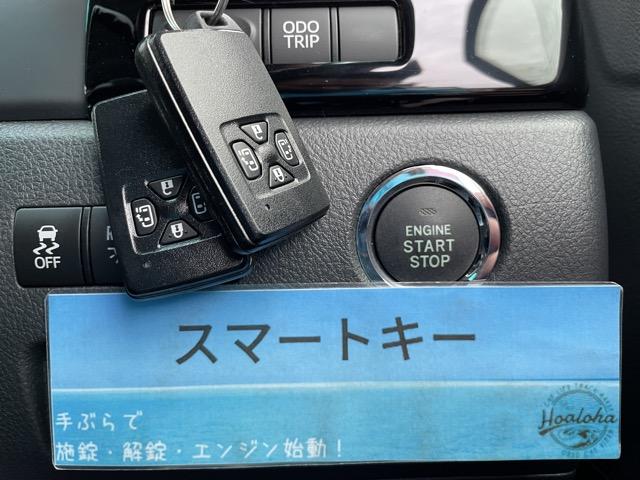 ODO
TRIP
ENGINE
START
STOP
OFF
スマートキー
手ぶらで
施錠・解錠・エンジン始動！
Hoaloha